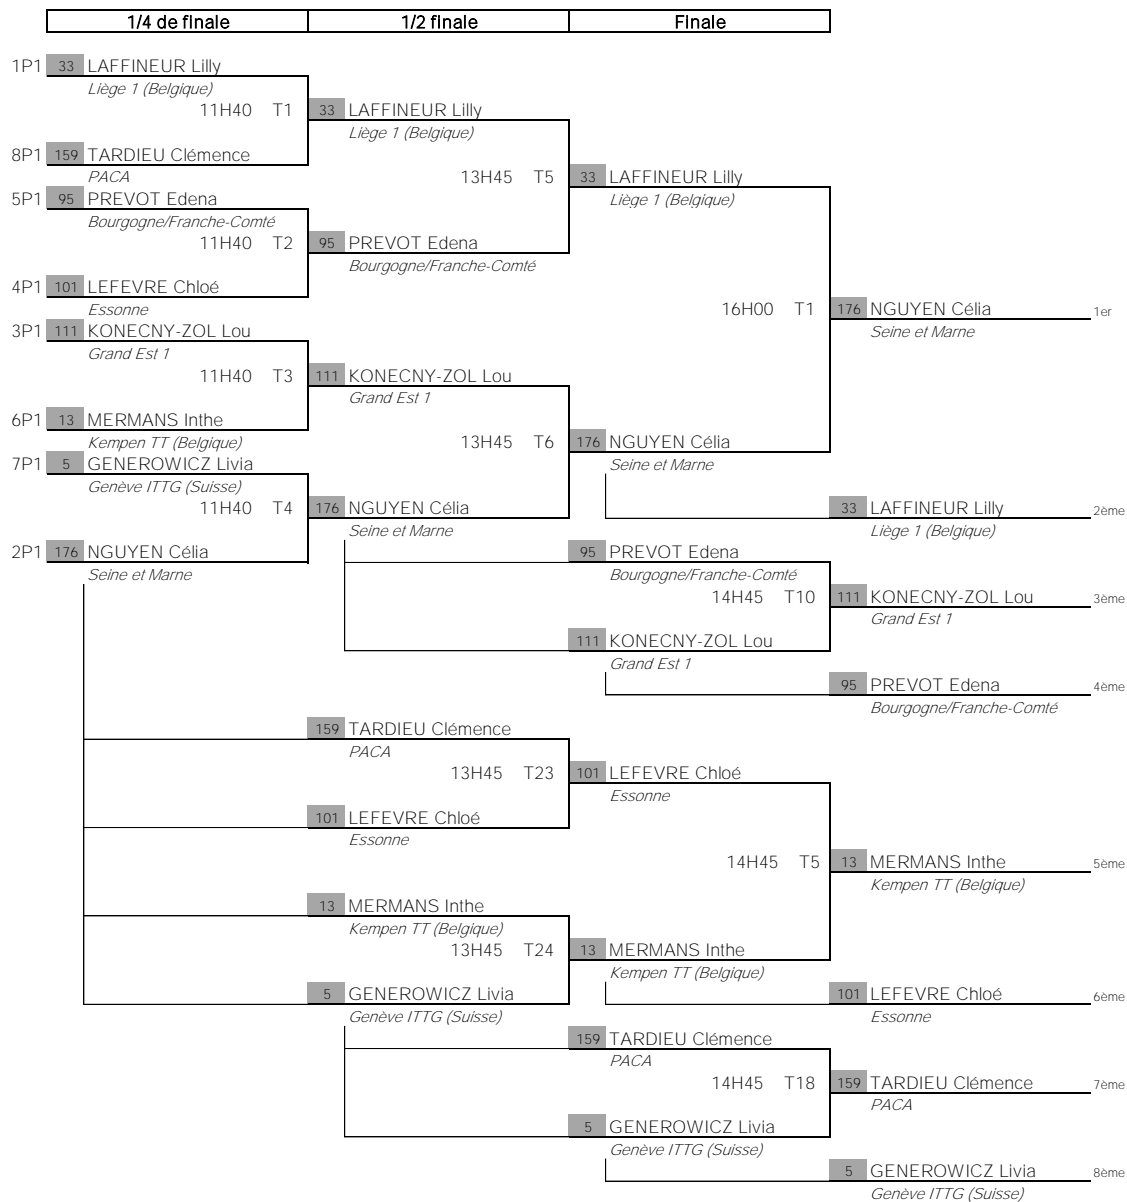 1/4 de finale 1/2 finale Finale
1P1 33 LAFFINEUR Lilly
Liège 1 (Belgique)
11H40 T1 33 LAFFINEUR Lilly
Liège 1 (Belgique)
8P1 159 TARDIEU Clémence
PACA 13H45 T5 33 LAFFINEUR Lilly
5P1 95 PREVOT Edena Liège 1 (Belgique)
Bourgogne/Franche-Comté
11H40 T2 95 PREVOT Edena
Bourgogne/Franche-Comté
4P1 101 LEFEVRE Chloé
Essonne 16H00 T1 176 NGUYEN Célia 1er
3P1 111 KONECNY-ZOL Lou Seine et Marne
Grand Est 1
11H40 T3 111 KONECNY-ZOL Lou
Grand Est 1
6P1 13 MERMANS Inthe
Kempen TT (Belgique) 13H45 T6 176 NGUYEN Célia
7P1 5 GENEROWICZ Livia Seine et Marne
Genève ITTG (Suisse)
11H40 T4 176 NGUYEN Célia 33 LAFFINEUR Lilly 2ème
Seine et Marne Liège 1 (Belgique)
2P1 176 NGUYEN Célia 95 PREVOT Edena
Seine et Marne Bourgogne/Franche-Comté
14H45 T10 111 KONECNY-ZOL Lou 3ème
Grand Est 1
111 KONECNY-ZOL Lou
Grand Est 1
95 PREVOT Edena 4ème
Bourgogne/Franche-Comté
159 TARDIEU Clémence
PACA
13H45 T23 101 LEFEVRE Chloé
Essonne
101 LEFEVRE Chloé
Essonne
14H45 T5 13 MERMANS Inthe 5ème
Kempen TT (Belgique)
13 MERMANS Inthe
Kempen TT (Belgique)
13H45 T24 13 MERMANS Inthe
Kempen TT (Belgique)
5 GENEROWICZ Livia 101 LEFEVRE Chloé 6ème
Genève ITTG (Suisse) Essonne
159 TARDIEU Clémence
PACA
14H45 T18 159 TARDIEU Clémence 7ème
PACA
5 GENEROWICZ Livia
Genève ITTG (Suisse)
5 GENEROWICZ Livia 8ème
Genève ITTG (Suisse)